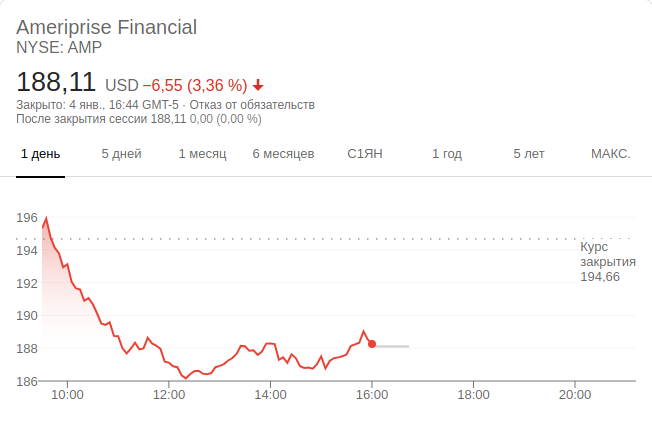 Ameriprise Financial
NYSE: AMP
188,11 USD −6,55 (3,36 %)
Закрыто: 4 янв., 16:44 GMT-5 · Отказ от обязательств
После закрытия сессии 188,11 0,00 (0,00 %)
1 день 5 дней 1 месяц 6 месяцев С1ЯН 1 год 5 лет МАКС.
196
194
192
190
188
186
Курс
закрытия
194,66
10:00 12:00 14:00 16:00 18:00 20:00